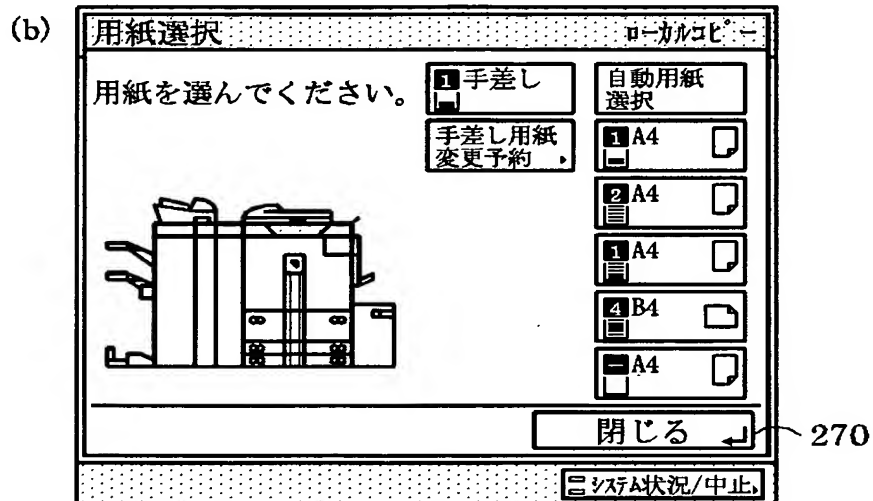 (b)
用紙選択 ローカルコピー
用紙を選んでください。
1 手差し
手差し用紙
変更予約
自動用紙
選択
1 A4
2 A4
1 A4
4 B4
A4
閉じる
270
システム状況/中止